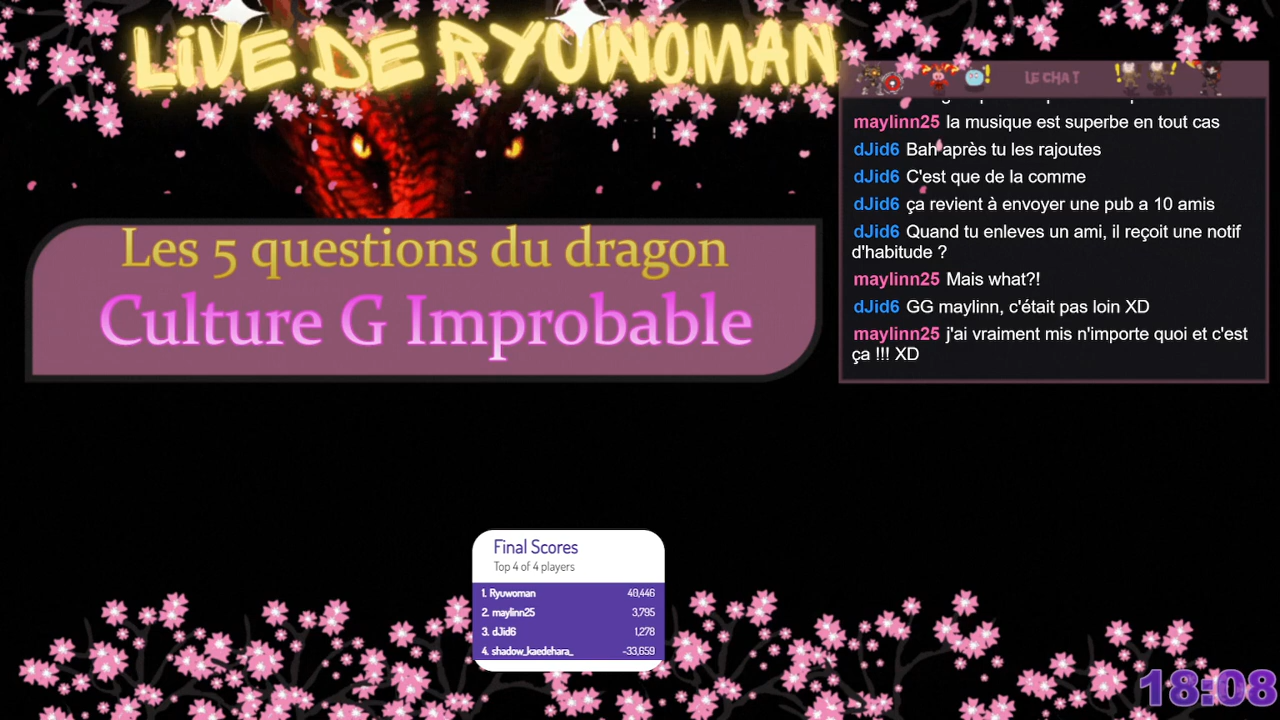 LIVE DE RYUWOMAN
LE CHAT
maylinn25 la musique est superbe en tout cas
dJid6 Bah après tu les rajoutes
dJid6 C'est que de la comme
dJid6 ça revient à envoyer une pub a 10 amis
dJid6 Quand tu enleves un ami, il reçoit une notif
d'habitude ?
maylinn25 Mais what?!
dJid6 GG maylinn, c'était pas loin XD
maylinn25 j'ai vraiment mis n'importe quoi et c'est
ça !!! XD
Les 5 questions du dragon
Culture G Improbable
Final Scores
Top 4 of 4 players
1. Ryuwoman 40,446
2. maylinn25 3,795
3. dJid6 1,278
4. shadow_kaedehara_ -33,659
18:08